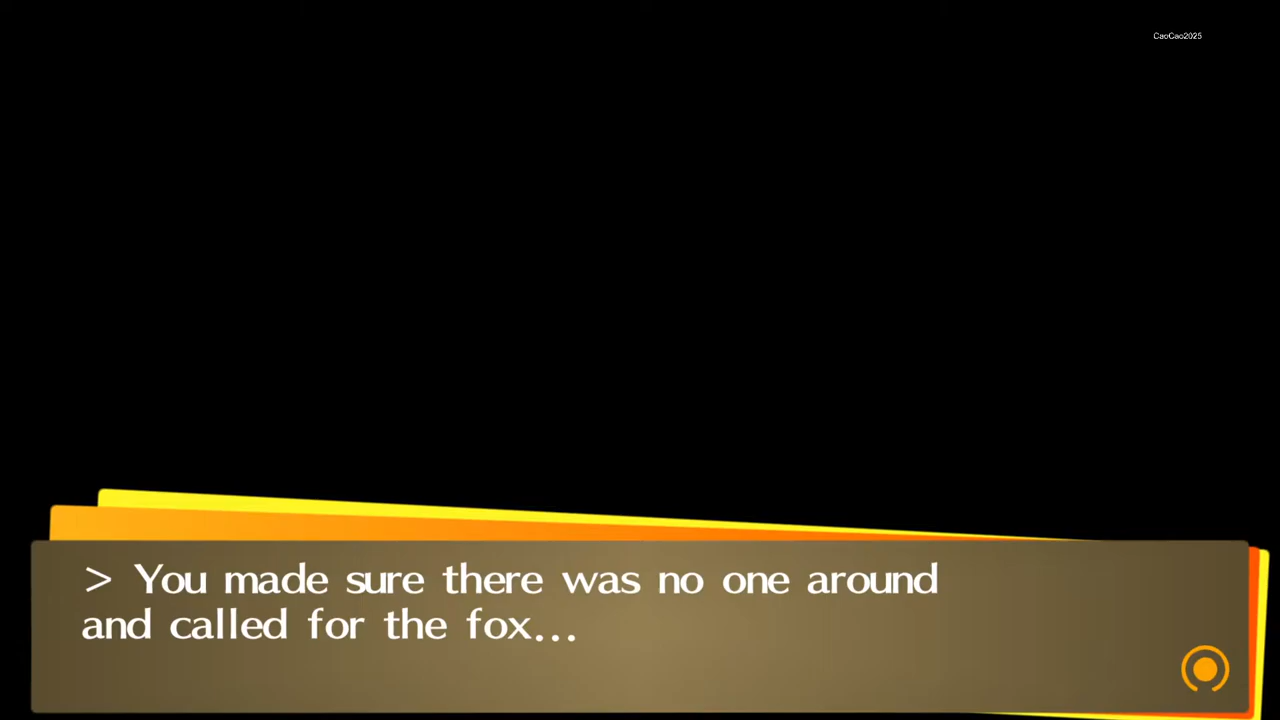 CaoCao2025
> You made sure there was no one around
and called for the fox...